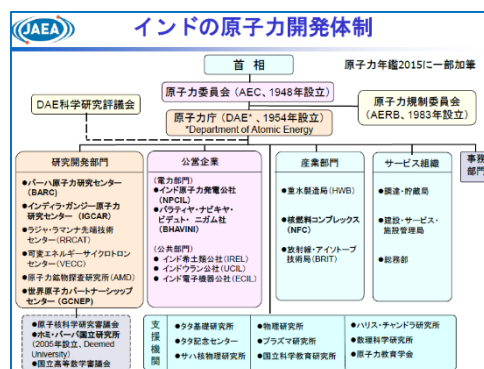 JAEA
インドの原子力開発体制
首 相
原子力年鑑2015に一部加筆
原子力委員会 (AEC、1948年設立)
DAE科学研究評議会
原子力規制委員会
(AERB、1983年設立)
原子力庁 (DAE*、1954年設立)
*Department of Atomic Energy
研究開発部門
●バーバ原子力研究センター
(BARC)
●インディラ・ガンジー原子力
研究センター (IGCAR)
●ラジャ・ラマンナ先端技術
センター(RRCAT)
●可変エネルギーサイクロトロン
センター(VECC)
●原子力鉱物探査研究所(AMD)
●世界原子力パートナーシップ
センター(GCNEP)
●原子核科学研究審議会
●ホミ・バーバ国立研究所
(2005年設立、Deemed
University)
●国立高等数学審議会
公営企業
(電力部門)
●インド原子力発電公社
(NPCIL)
●バラティヤ・ナビキヤ・
ビデュト・ニガム公社
(BHAVINI)
(公共部門)
●インド希土類公社(IREL)
●インドウラン公社(UCIL)
●インド電子機器公社(ECIL)
産業部門
●重水製造局(HWB)
●核燃料コンプレックス
(NFC)
●放射線・アイソトープ
技術局(BRIT)
サービス組織
●調達・貯蔵局
●建設・サービス・
施設管理局
●総務部
事務
部門
支援機関
●タタ基礎研究所
●タタ記念センター
●サハ核物理研究所
●物理研究所
●プラズマ研究所
●国立科学教育研究所
●ハリス・チャンドラ研究所
●数理科学研究所
●原子力教育学会